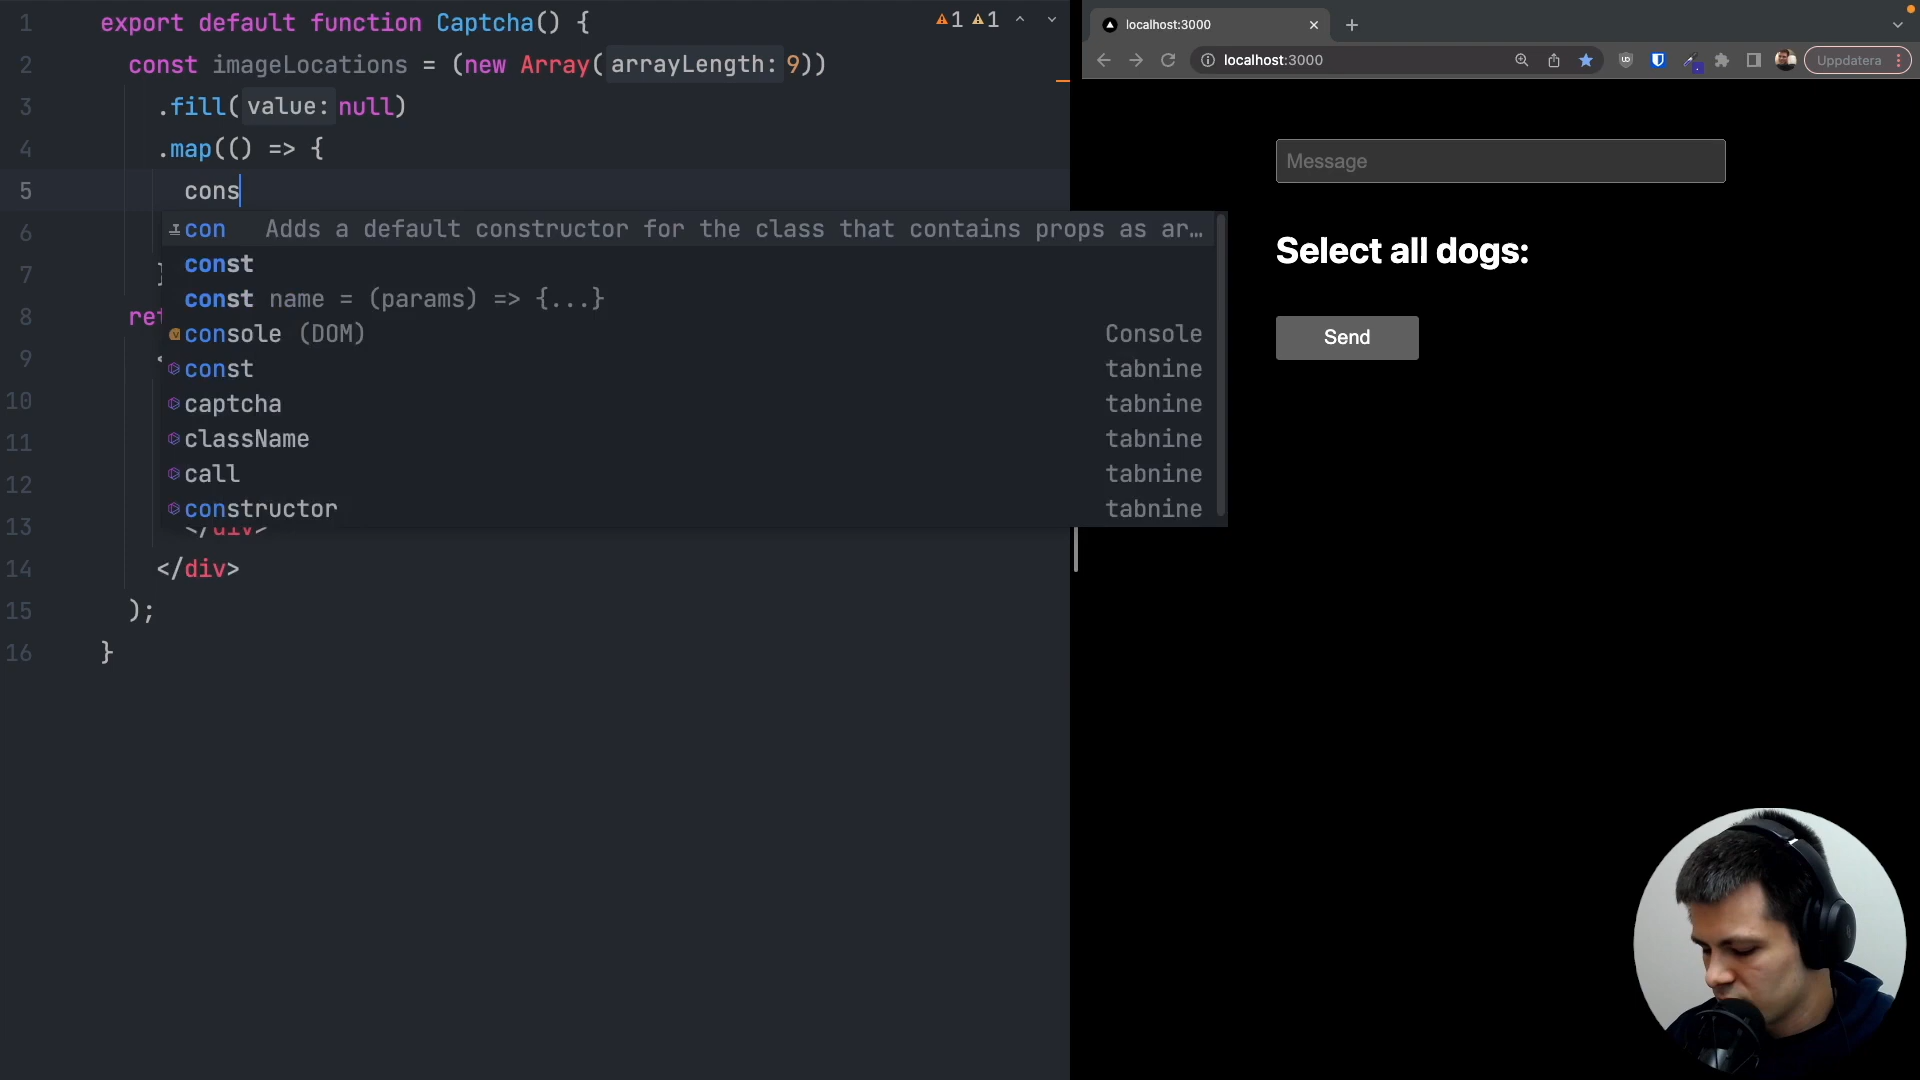 1 export default function Captcha() {
2 const imageLocations = (new Array( arrayLength: 9))
3 .fill( value: null)
4 .map(() => {
5 cons
con Adds a default constructor for the class that contains props as ar…
6
const
7 }
const name = (params) => {...}
8 ret
console (DOM) Console
9 <
const tabnine
10 captcha tabnine
11 className tabnine
12 call tabnine
constructor tabnine
13 </div>
14 </div>
15 );
16 }
1 1
localhost:3000
localhost:3000
Uppdatera
Message
Select all dogs:
Send